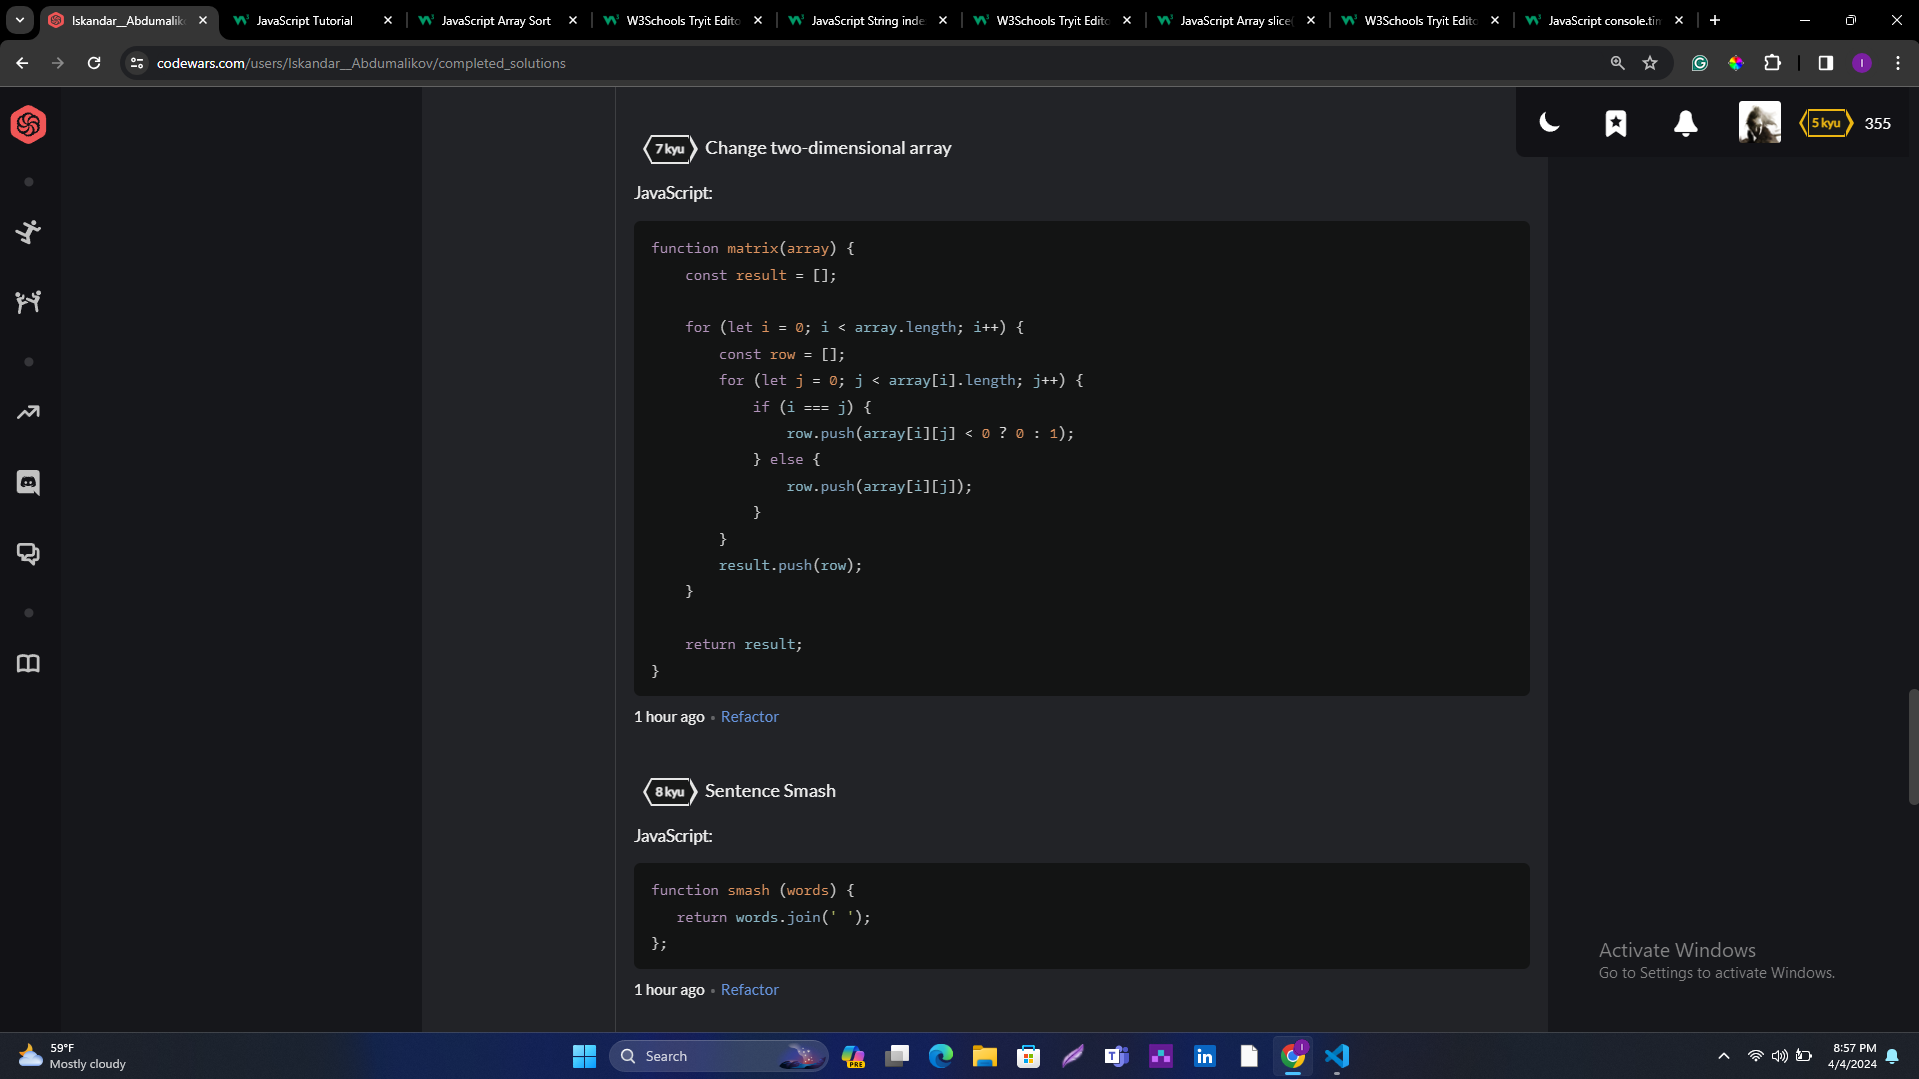 Iskandar__Abdumalik
JavaScript Tutorial
JavaScript Array Sort
W3Schools Tryit Edito
JavaScript String inde
W3Schools Tryit Edito
JavaScript Array slice(
W3Schools Tryit Edito
JavaScript console.tim
codewars.com/users/Iskandar__Abdumalikov/completed_solutions
I
5 kyu
355
7 kyu
Change two-dimensional array
JavaScript:
function matrix(array) {
    const result = [];
    for (let i = 0; i < array.length; i++) {
        const row = [];
        for (let j = 0; j < array[i].length; j++) {
            if (i === j) {
                row.push(array[i][j] < 0 ? 0 : 1);
            } else {
                row.push(array[i][j]);
            }
        }
        result.push(row);
    }
    return result;
}
1 hour ago • Refactor
8 kyu
Sentence Smash
JavaScript:
function smash (words) {
   return words.join(' ');
};
1 hour ago • Refactor
Activate Windows
Go to Settings to activate Windows.
59°F
Mostly cloudy
Search
PRE
8:57 PM
4/4/2024